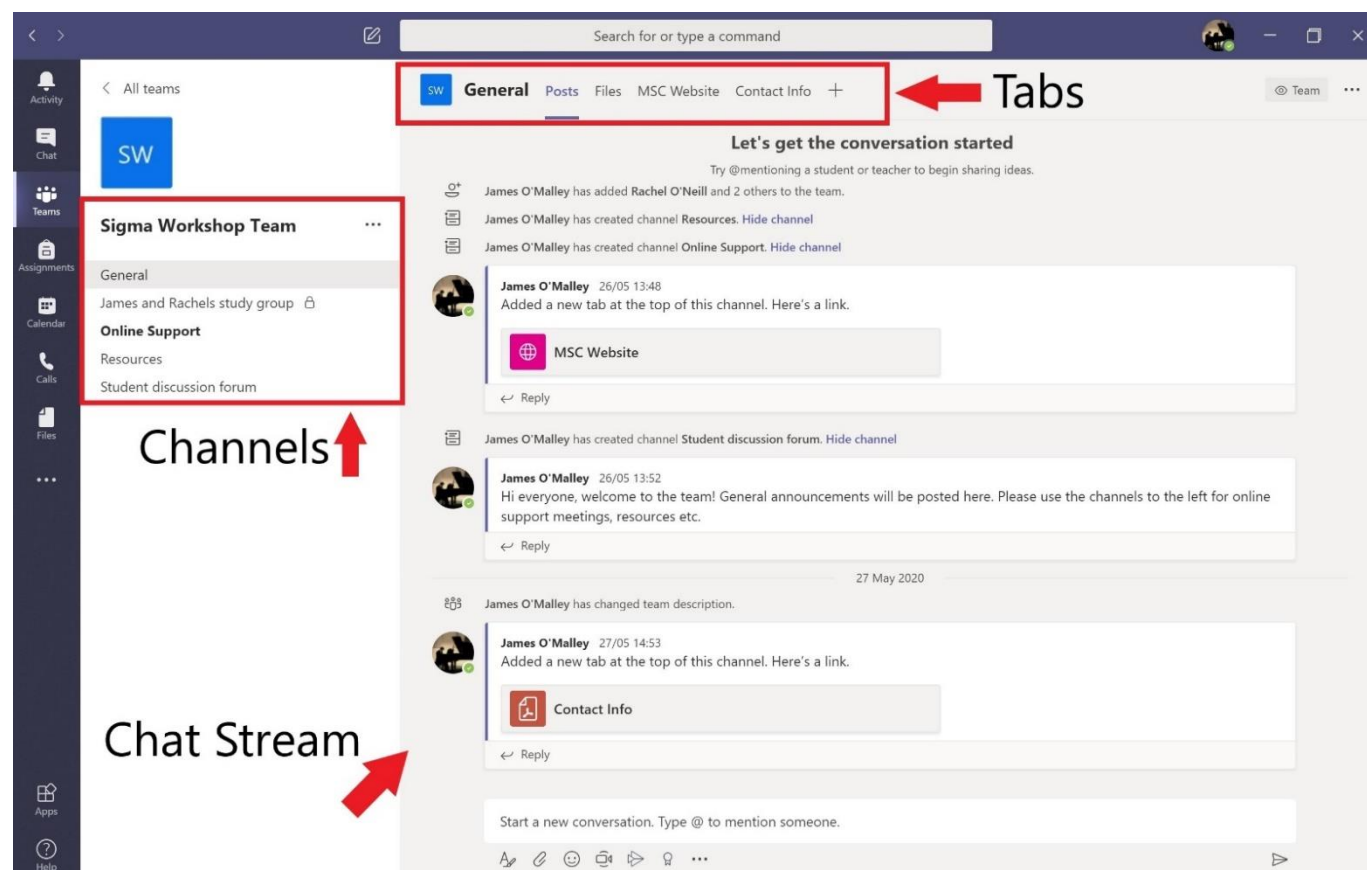 Search for or type a command
Activity
Chat
Teams
Assignments
Calendar
Calls
Files
Apps
Help
All teams
SW
Sigma Workshop Team
General
James and Rachels study group
Online Support
Resources
Student discussion forum
Channels
Chat Stream
SW General Posts Files MSC Website Contact Info +
Tabs
Team
Let's get the conversation started
Try @mentioning a student or teacher to begin sharing ideas.
James O'Malley has added Rachel O'Neill and 2 others to the team.
James O'Malley has created channel Resources. Hide channel
James O'Malley has created channel Online Support. Hide channel
James O'Malley 26/05 13:48
Added a new tab at the top of this channel. Here's a link.
MSC Website
Reply
James O'Malley has created channel Student discussion forum. Hide channel
James O'Malley 26/05 13:52
Hi everyone, welcome to the team! General announcements will be posted here. Please use the channels to the left for online
support meetings, resources etc.
Reply
27 May 2020
James O'Malley has changed team description.
James O'Malley 27/05 14:53
Added a new tab at the top of this channel. Here's a link.
Contact Info
Reply
Start a new conversation. Type @ to mention someone.